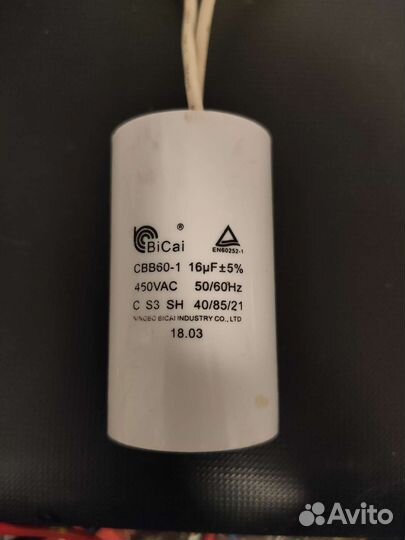 BiCai ®
EN60252-1
CBB60-1 16μF±5%
450VAC 50/60Hz
C S3 SH 40/85/21
NINGBO BICAI INDUSTRY CO., LTD
18.03
Avito